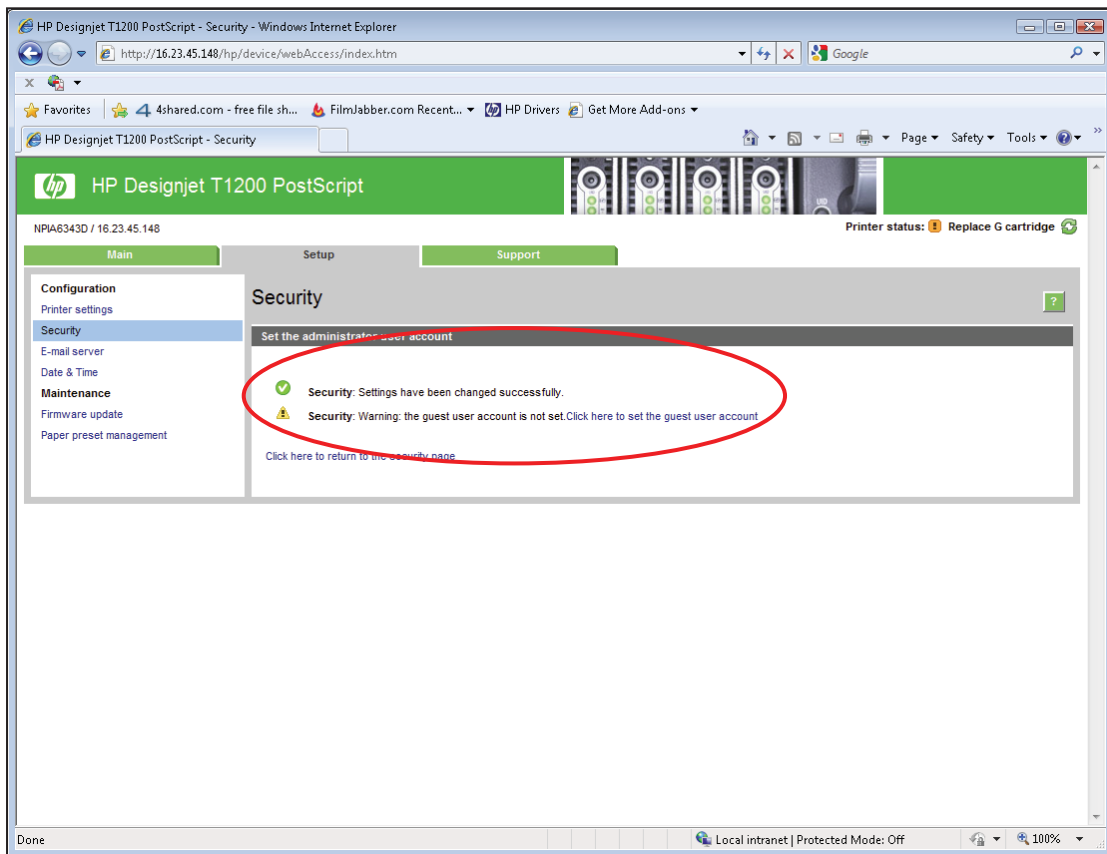 HP Designjet T1200 PostScript - Security - Windows Internet Explorer
http://16.23.45.148/hp/device/webAccess/index.htm
Google
x
Favorites 4shared.com - free file sh... FilmJabber.com Recent... HP Drivers Get More Add-ons
HP Designjet T1200 PostScript - Security
Page Safety Tools
hp HP Designjet T1200 PostScript
UID
NPIA6343D / 16.23.45.148
Printer status: Replace G cartridge
Main Setup Support
Configuration
Printer settings
Security
E-mail server
Date & Time
Maintenance
Firmware update
Paper preset management
Security
?
Set the administrator user account
Security: Settings have been changed successfully.
Security: Warning: the guest user account is not set.Click here to set the guest user account
Click here to return to the security page
Done
Local intranet | Protected Mode: Off
100%